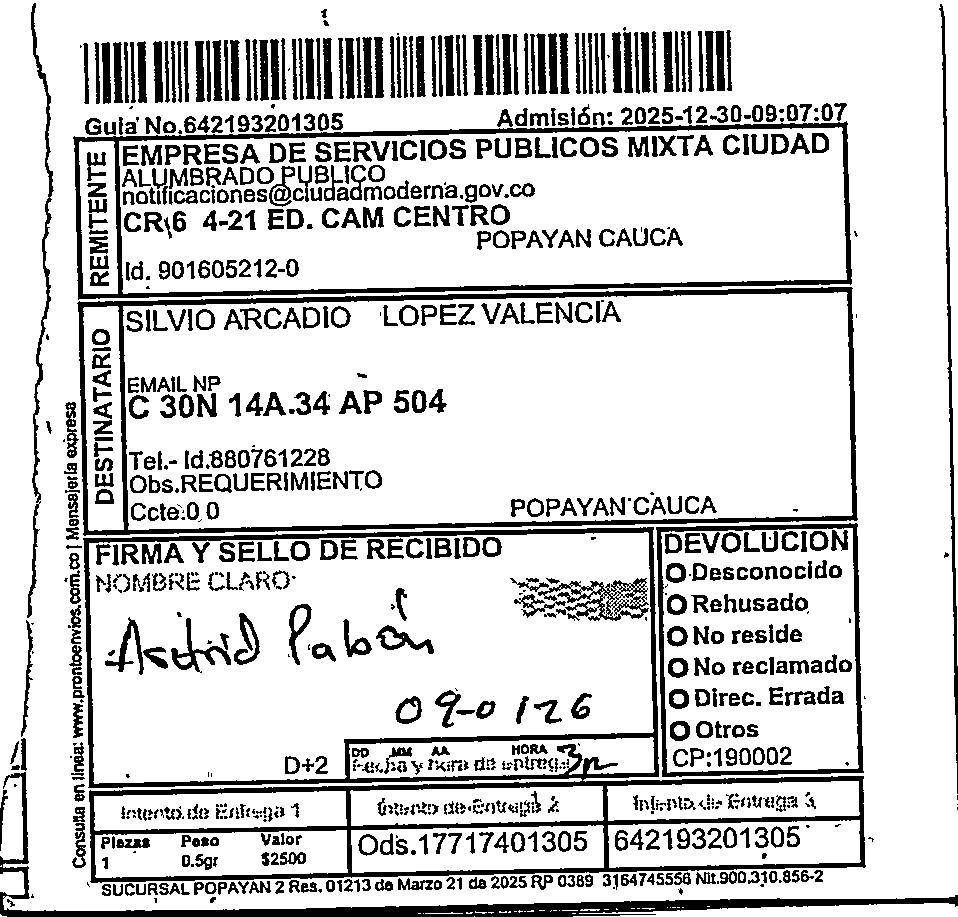 Guia No.642193201305
Admisión: 2025-12-30-09:07:07
REMITENTE
EMPRESA DE SERVICIOS PUBLICOS MIXTA CIUDAD
ALUMBRADO PUBLICO
notificaciones@ciudadmoderna.gov.co
CR 6 4-21 ED. CAM CENTRO
POPAYAN CAUCA
Id. 901605212-0
DESTINATARIO
SILVIO ARCADIO LOPEZ VALENCIA
EMAIL NP
C 30N 14A.34 AP 504
Tel.- Id.880761228
Obs.REQUERIMIENTO
Ccte.0 0
POPAYAN CAUCA
Consulta en línea: www.prontoenvios.com.co | Mensajería expresa
FIRMA Y SELLO DE RECIBIDO
NOMBRE CLARO
Astrid Pabón
09-0126
D+2
DD MM AA HORA
Fecha y hora de entrega
DEVOLUCION
Desconocido
Rehusado
No reside
No reclamado
Direc. Errada
Otros
CP:190002
Intento de Entrega 1
Intento de Entrega 2
Intento de Entrega 3
Piezas Peso Valor
1 0.5gr $2500
Ods.17717401305
642193201305
SUCURSAL POPAYAN 2 Res. 01213 de Marzo 21 de 2025 RP 0389 3164745556 Nit.900.310.856-2